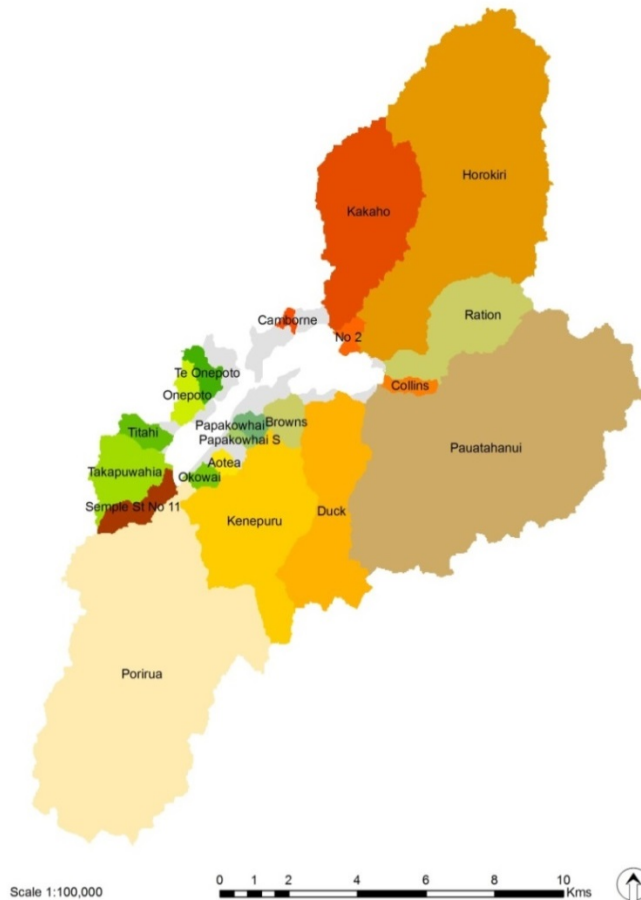 Horokiri
Kakaho
Ration
Camborne
No 2
Te Onepoto
Collins
Onepoto
Papakowhai
Browns
Titahi
Papakowhai S
Pauatahanui
Aotea
Takapuwahia
Okowai
Semple St No 11
Duck
Kenepuru
Porirua
0 1 2 4 6 8 10
Kms
Scale 1:100,000